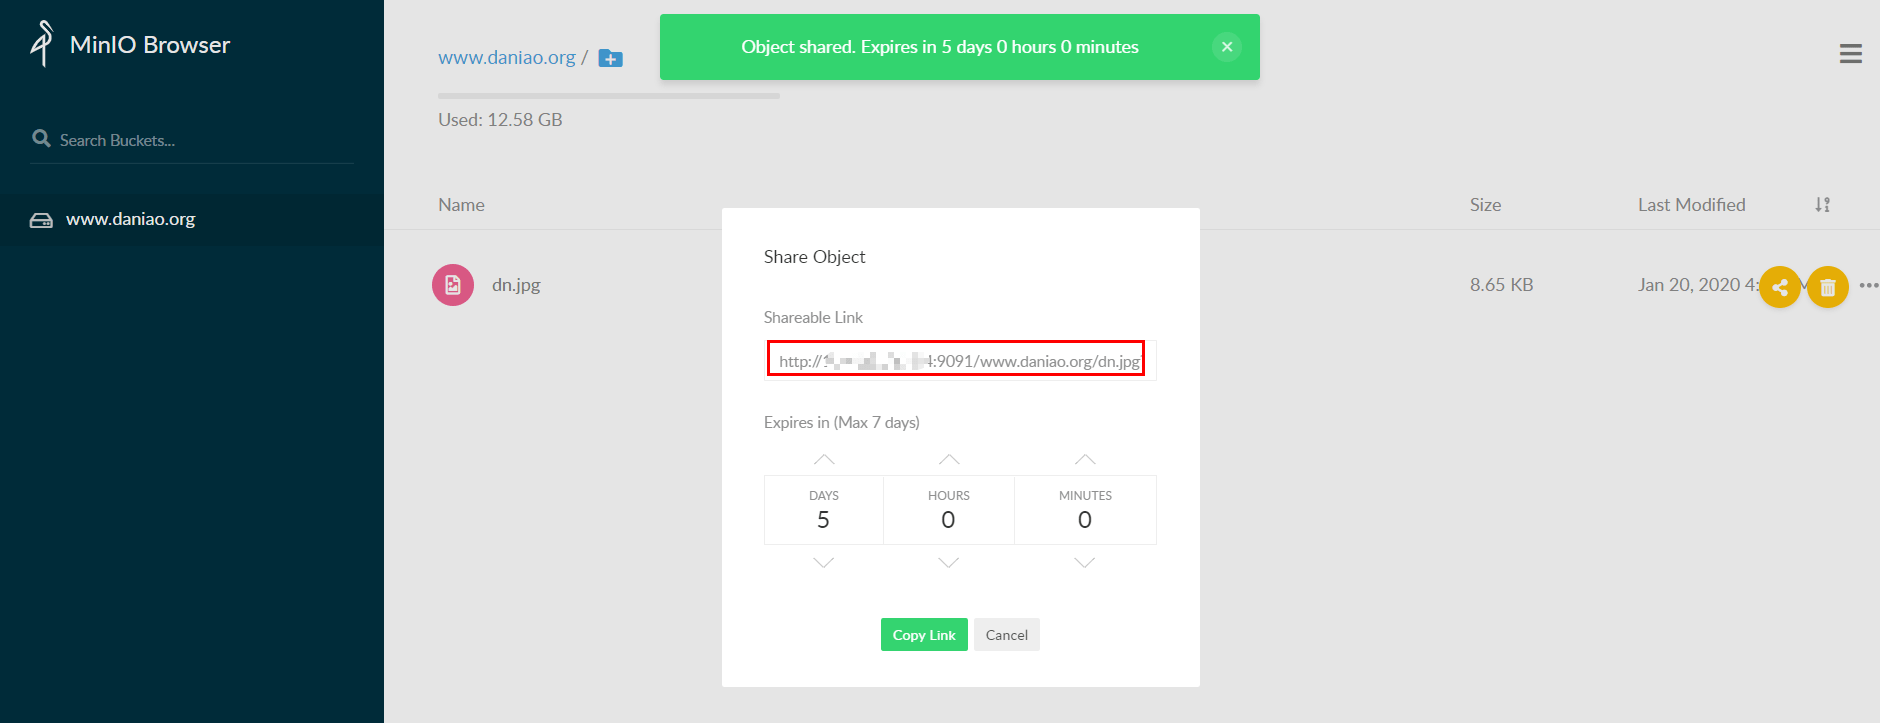 MinIO Browser
Search Buckets...
www.daniao.org
www.daniao.org /
Object shared. Expires in 5 days 0 hours 0 minutes
Used: 12.58 GB
Name
Size
Last Modified
dn.jpg
8.65 KB
Jan 20, 2020 4:
Share Object
Shareable Link
http:// :9091/www.daniao.org/dn.jpg
Expires in (Max 7 days)
DAYS HOURS MINUTES
5 0 0
Copy Link
Cancel